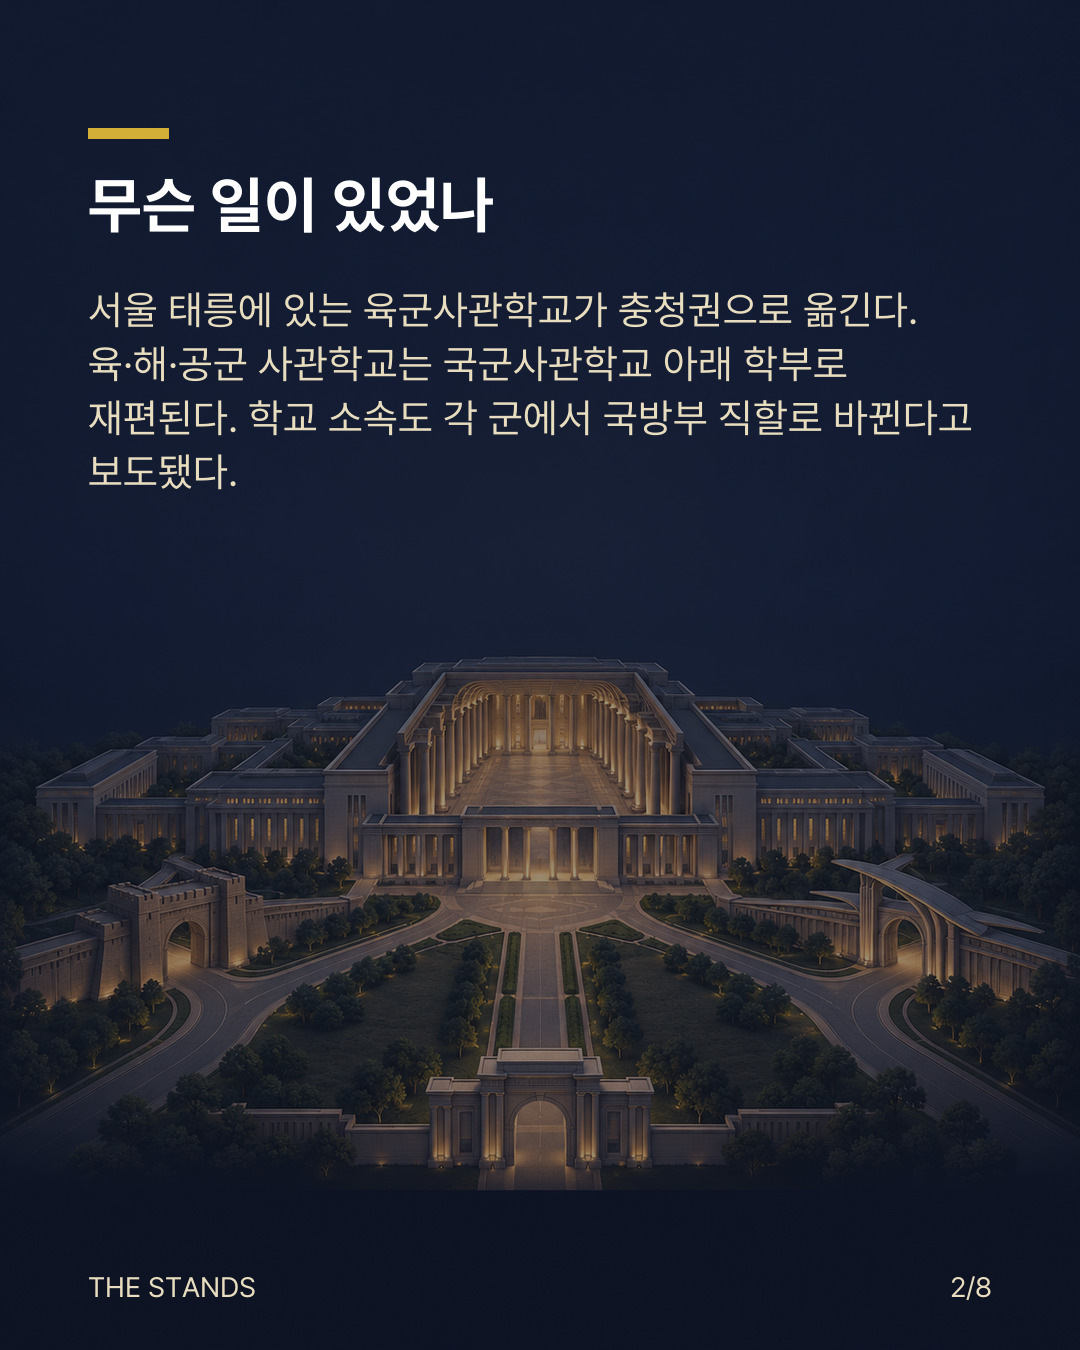 무슨 일이 있었나
서울 태릉에 있는 육군사관학교가 충청권으로 옮긴다.
육·해·공군 사관학교는 국군사관학교 아래 학부로
재편된다. 학교 소속도 각 군에서 국방부 직할로 바뀐다고
보도됐다.
THE STANDS
2/8